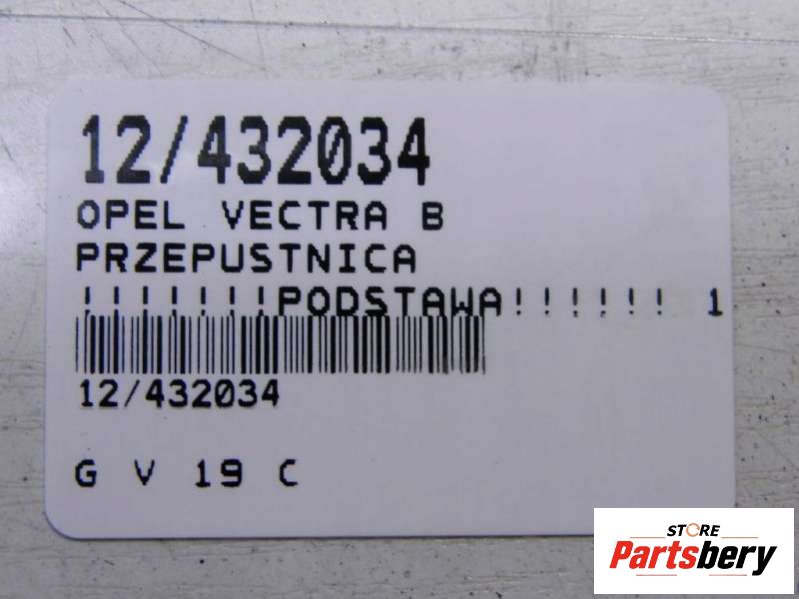 12/432034
OPEL VECTRA B
PRZEPUSTNICA
!!!!!!!PODSTAWA!!!!!! 1
12/432034
G V 19 C
STORE
Partsbery